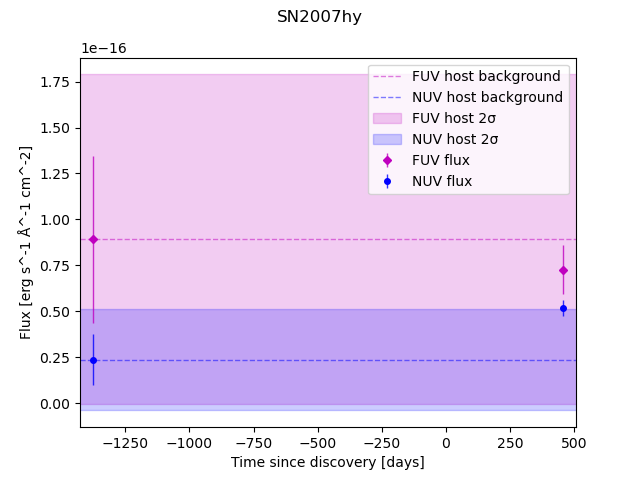 SN2007hy
1e−16
FUV host background
NUV host background
FUV host 2σ
NUV host 2σ
FUV flux
NUV flux
1.75
1.50
1.25
1.00
0.75
0.50
0.25
0.00
Flux [erg s^-1 Å^-1 cm^-2]
−1250 −1000 −750 −500 −250 0 250 500
Time since discovery [days]